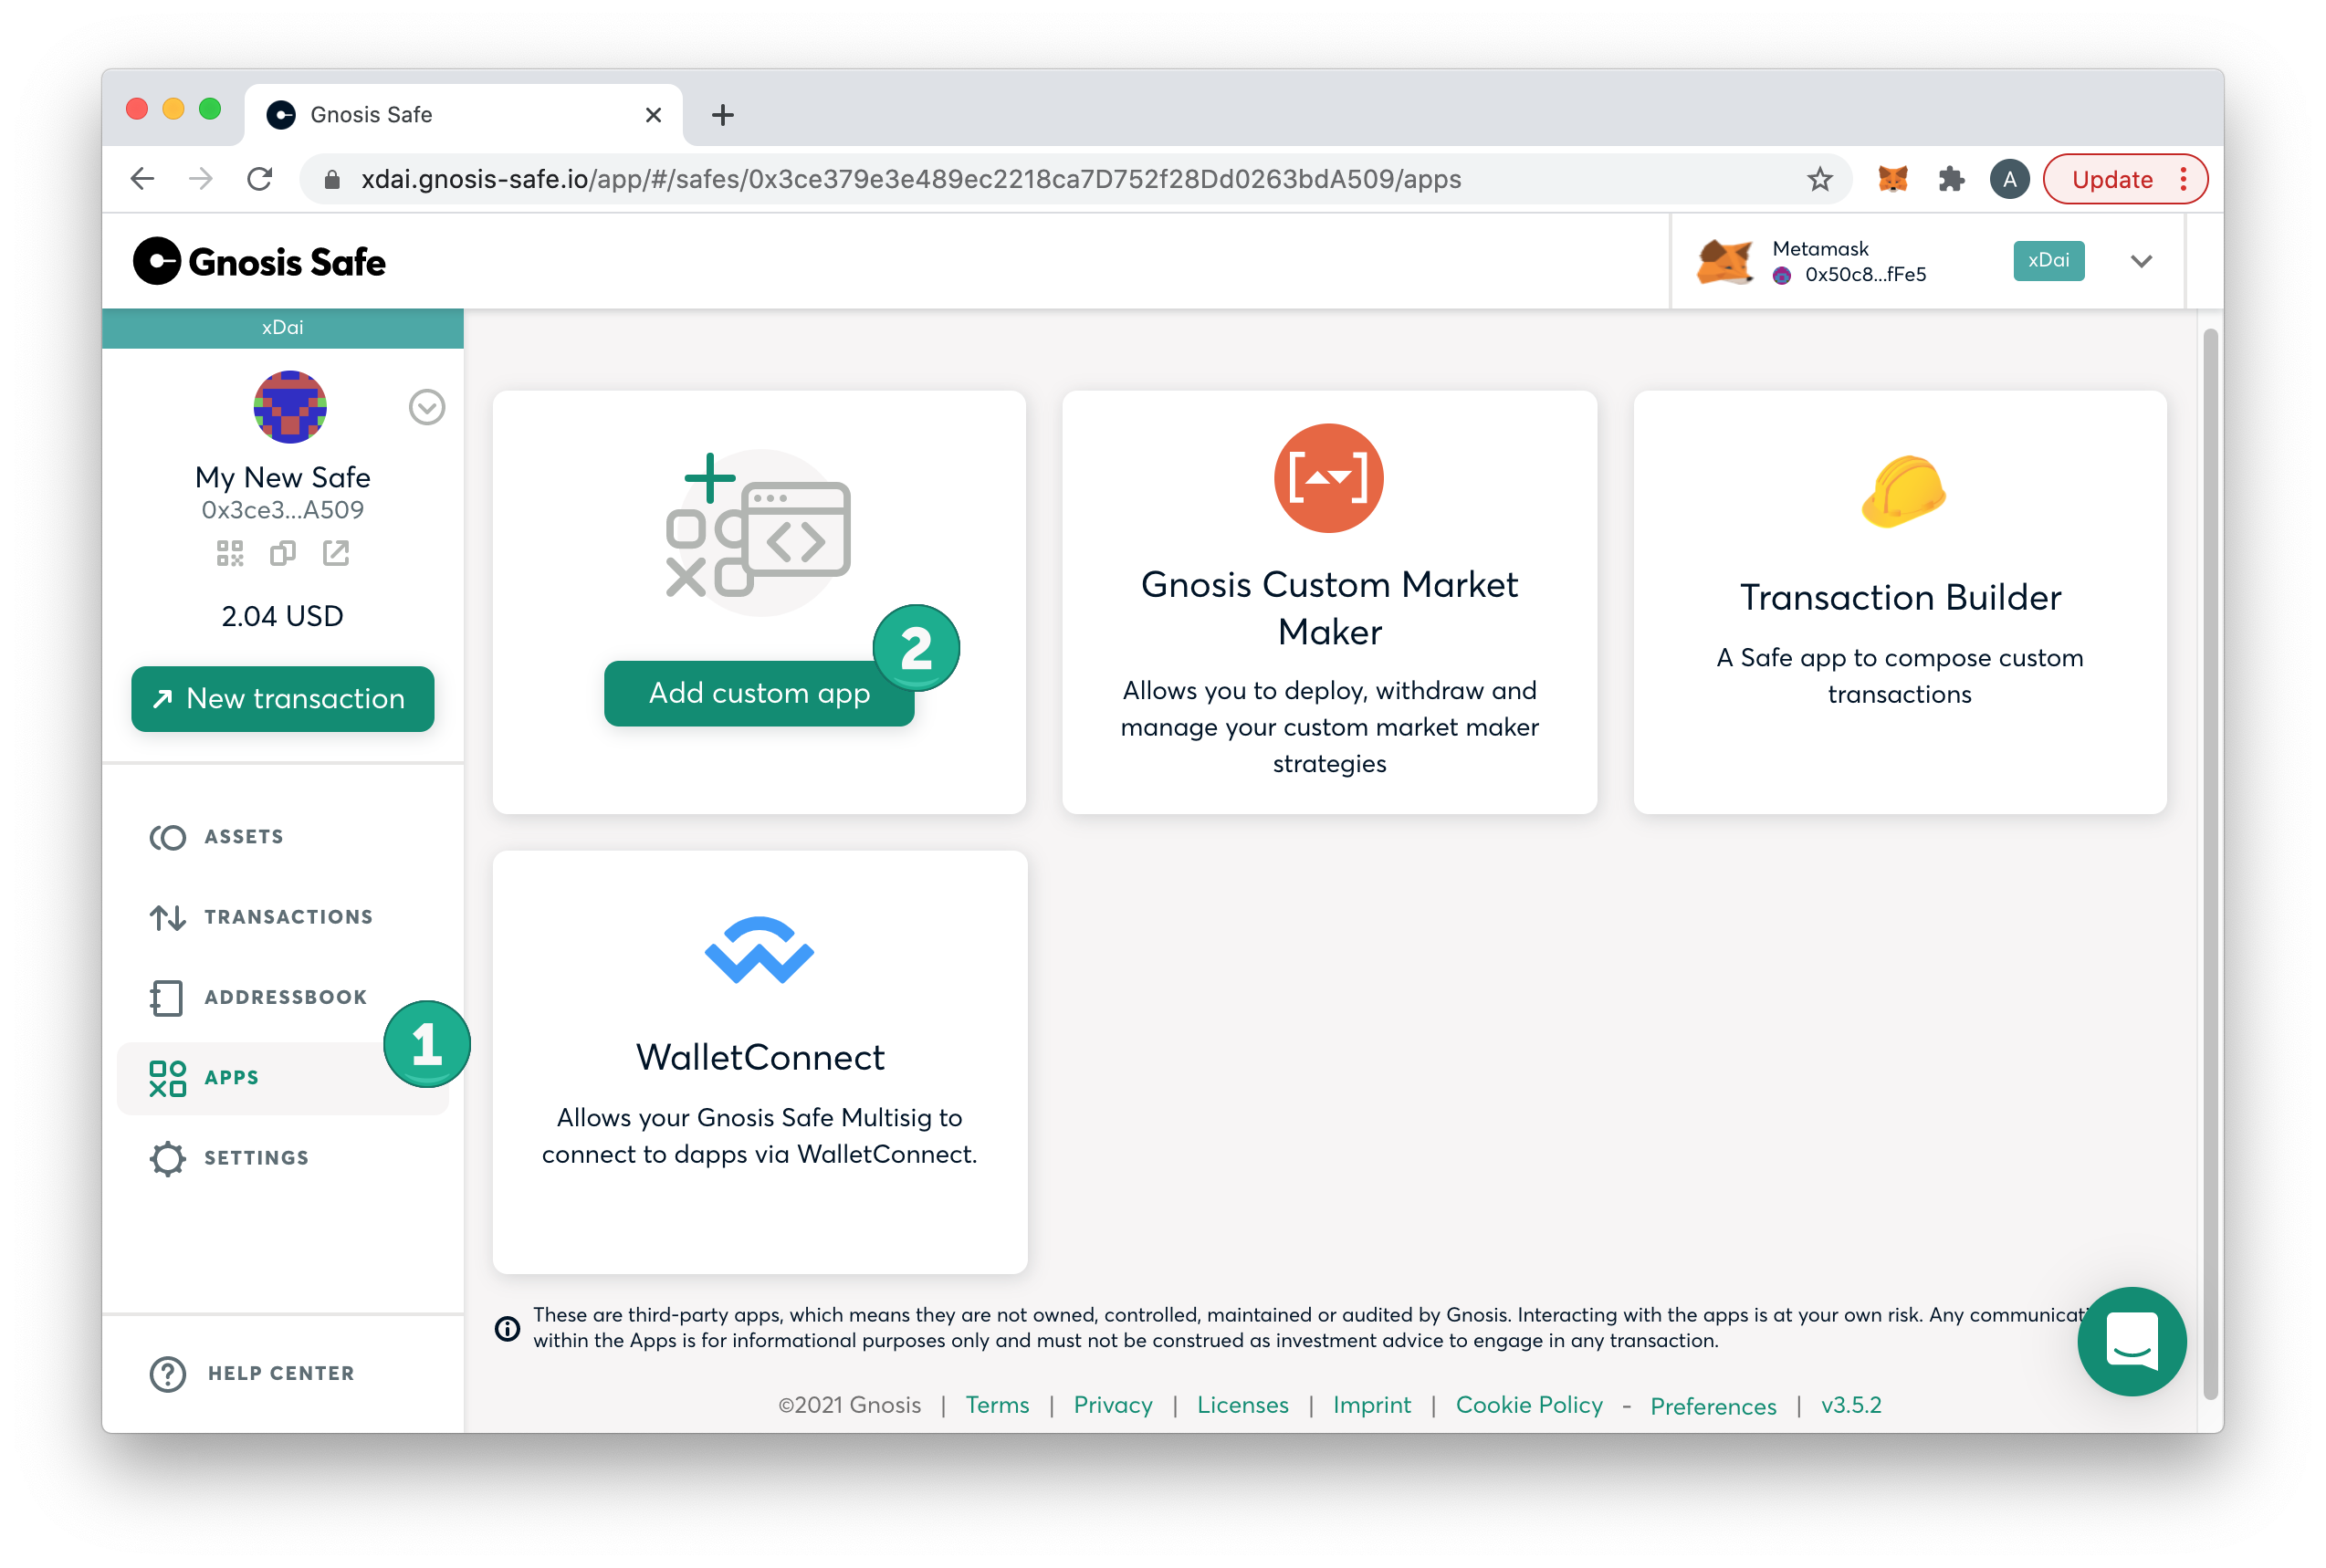 Gnosis Safe
xdai.gnosis-safe.io/app/#/safes/0x3ce379e3e489ec2218ca7D752f28Dd0263bdA509/apps
A
Update
Gnosis Safe
Metamask
0x50c8...fFe5
xDai
xDai
My New Safe
0x3ce3...A509
2.04 USD
New transaction
ASSETS
TRANSACTIONS
ADDRESSBOOK
1
APPS
SETTINGS
HELP CENTER
2
Add custom app
Gnosis Custom Market
Maker
Allows you to deploy, withdraw and
manage your custom market maker
strategies
Transaction Builder
A Safe app to compose custom
transactions
WalletConnect
Allows your Gnosis Safe Multisig to
connect to dapps via WalletConnect.
These are third-party apps, which means they are not owned, controlled, maintained or audited by Gnosis. Interacting with the apps is at your own risk. Any
within the Apps is for informational purposes only and must not be construed as investment advice to engage in any transaction.
©2021 Gnosis | Terms | Privacy | Licenses | Imprint | Cookie Policy - Preferences | v3.5.2